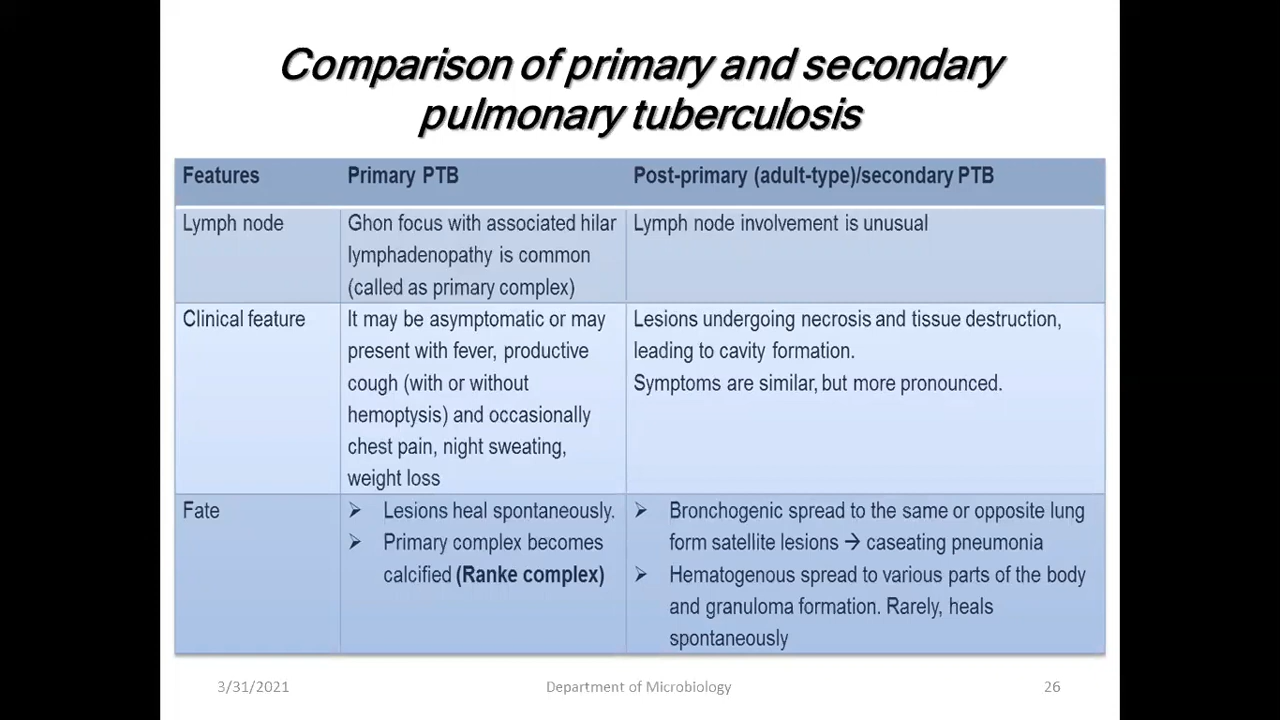 Comparison of primary and secondary
pulmonary tuberculosis
Features
Primary PTB
Post-primary (adult-type)/secondary PTB
Lymph node
Ghon focus with associated hilar
lymphadenopathy is common
(called as primary complex)
Lymph node involvement is unusual
Clinical feature
It may be asymptomatic or may
present with fever, productive
cough (with or without
hemoptysis) and occasionally
chest pain, night sweating,
weight loss
Lesions undergoing necrosis and tissue destruction,
leading to cavity formation.
Symptoms are similar, but more pronounced.
Fate
➢ Lesions heal spontaneously.
➢ Primary complex becomes
calcified (Ranke complex)
➢ Bronchogenic spread to the same or opposite lung
form satellite lesions → caseating pneumonia
➢ Hematogenous spread to various parts of the body
and granuloma formation. Rarely, heals
spontaneously
3/31/2021
Department of Microbiology
26